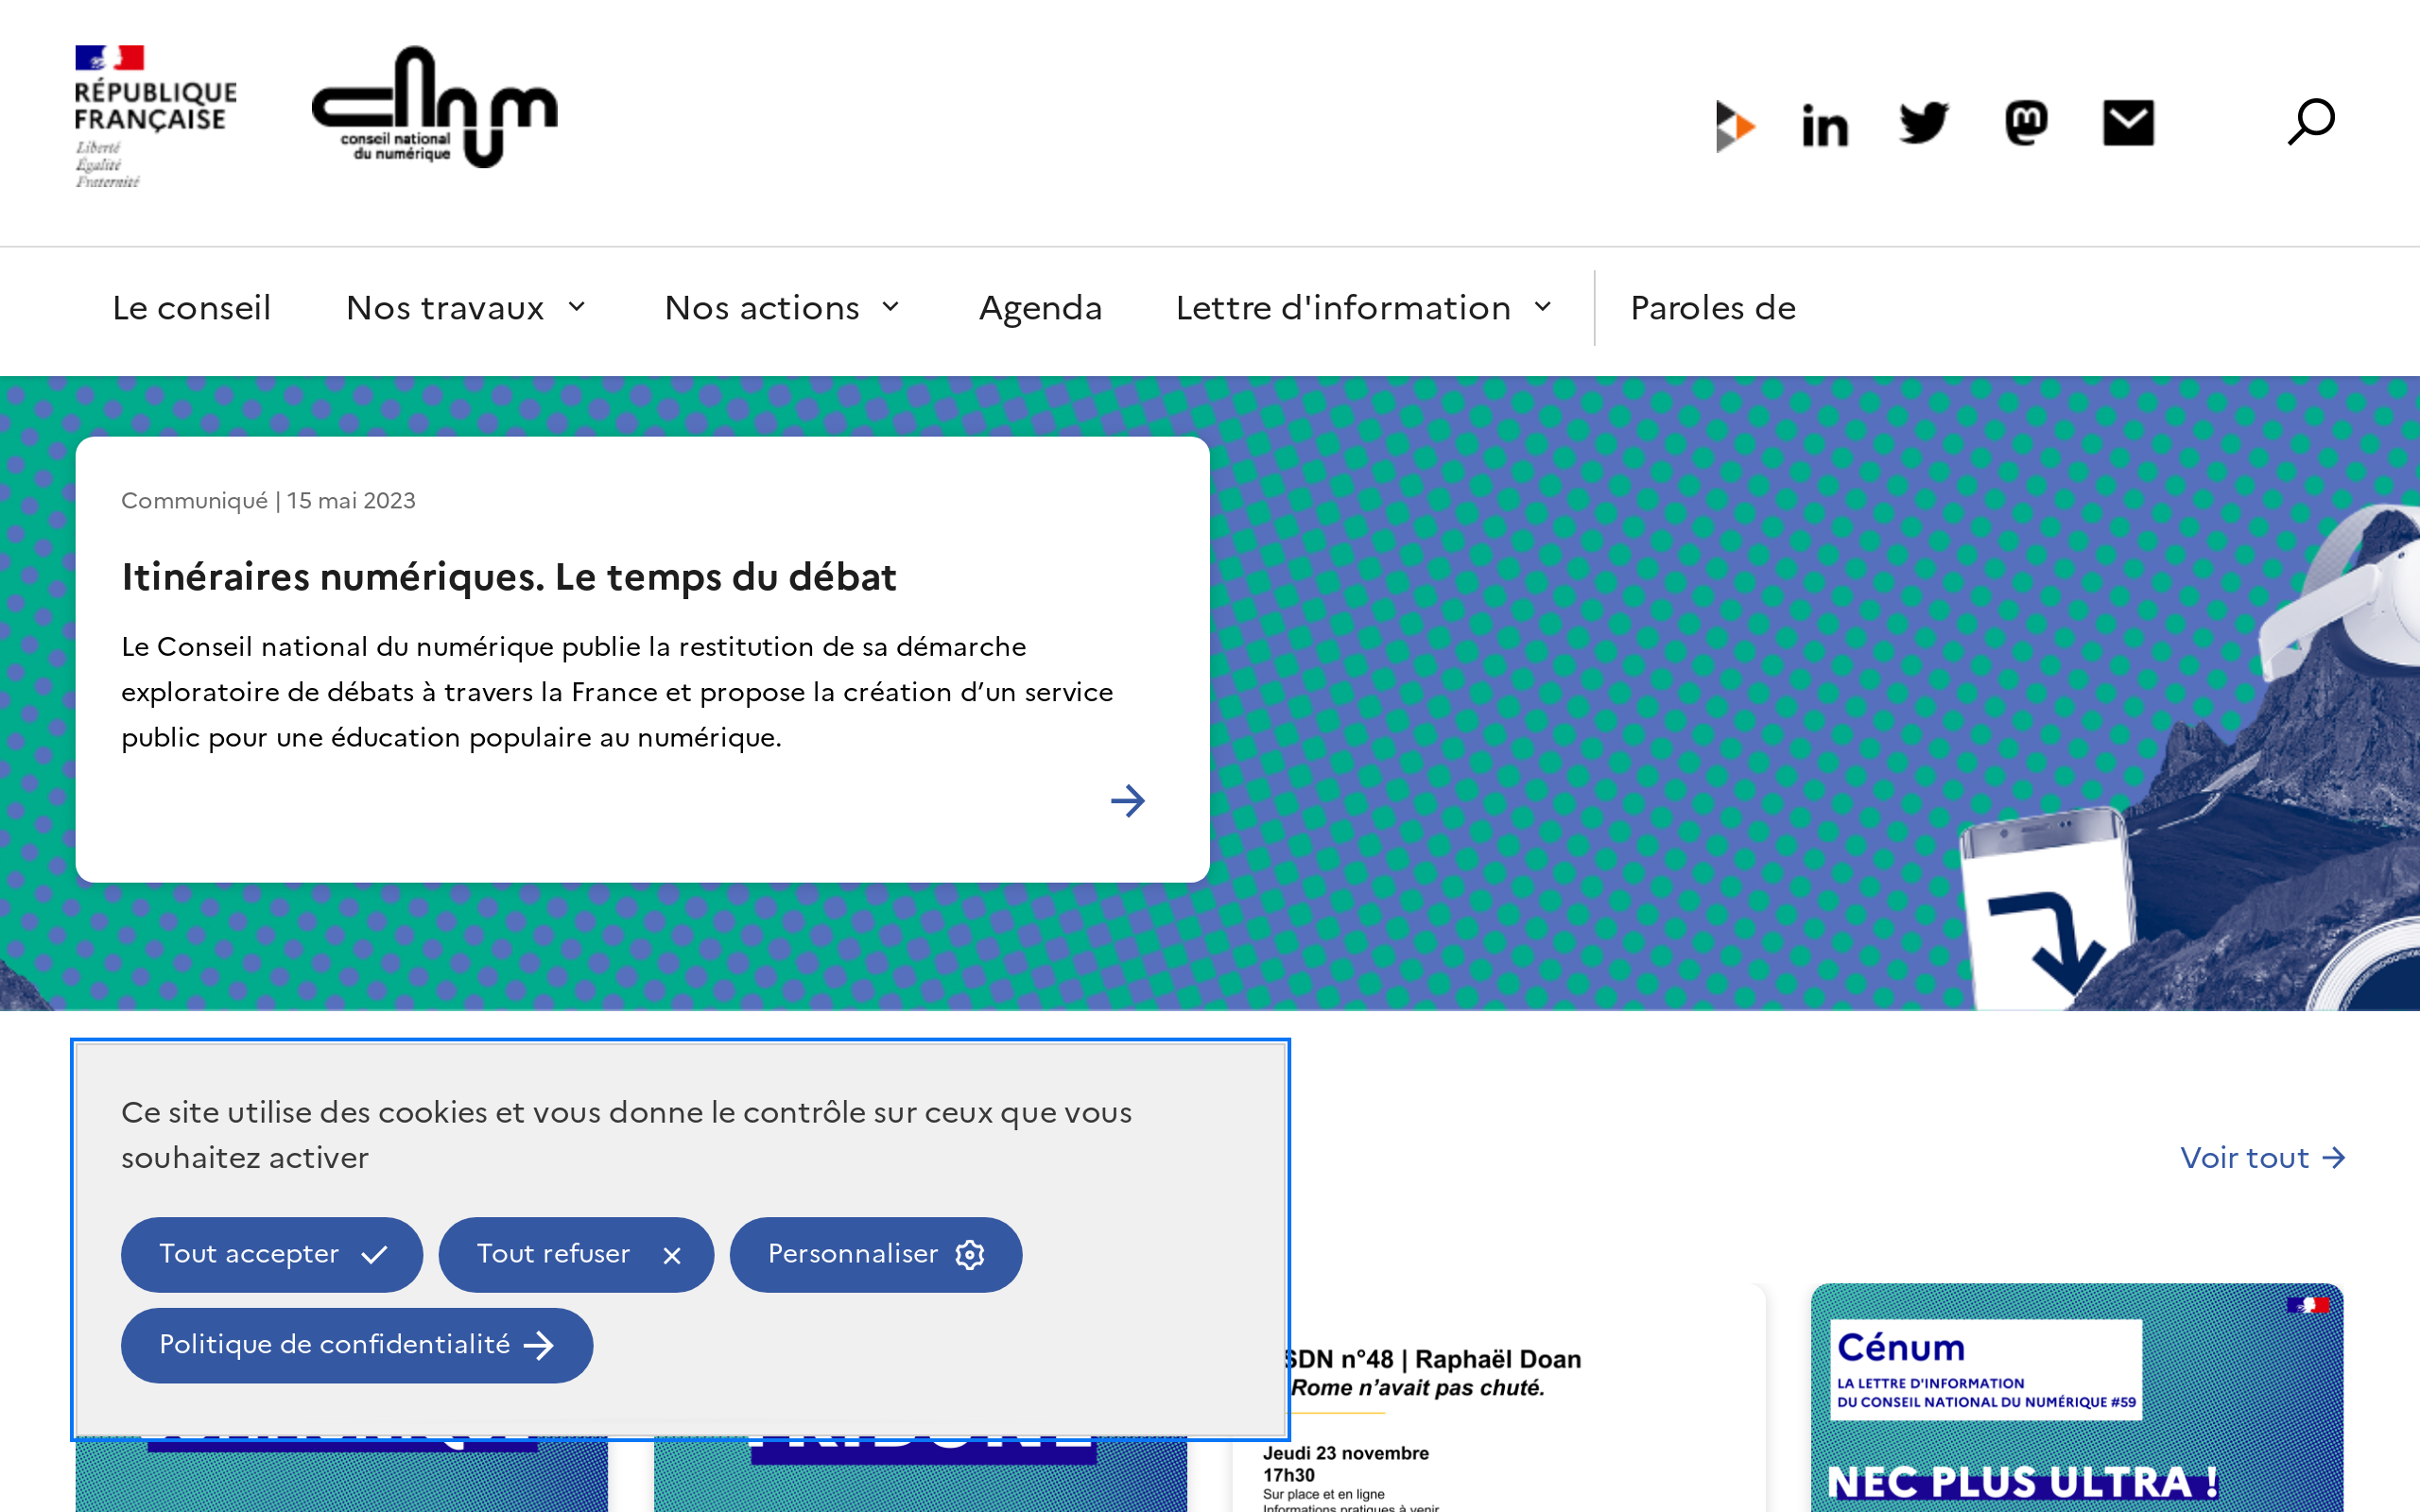 RÉPUBLIQUE
FRANÇAISE
Liberté
Égalité
Fraternité
conseil national
du numérique
Le conseil
Nos travaux
Nos actions
Agenda
Lettre d'information
Paroles de
Communiqué | 15 mai 2023
Itinéraires numériques. Le temps du débat
Le Conseil national du numérique publie la restitution de sa démarche
exploratoire de débats à travers la France et propose la création d’un service
public pour une éducation populaire au numérique.
Ce site utilise des cookies et vous donne le contrôle sur ceux que vous
souhaitez activer
Tout accepter
Tout refuser
Personnaliser
Politique de confidentialité
Voir tout
SDN n°48 | Raphaël Doan
Rome n’avait pas chuté.
Jeudi 23 novembre
17h30
Sur place et en ligne
Informations pratiques à venir
Cénum
LA LETTRE D'INFORMATION
DU CONSEIL NATIONAL DU NUMÉRIQUE #59
NEC PLUS ULTRA !